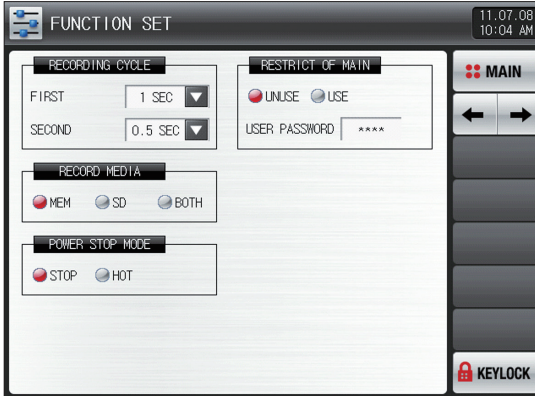 FUNCTION SET
11.07.08
10:04 AM
RECORDING CYCLE
FIRST 1 SEC
SECOND 0.5 SEC
RESTRICT OF MAIN
UNUSE USE
USER PASSWORD ****
RECORD MEDIA
MEM SD BOTH
POWER STOP MODE
STOP HOT
MAIN
KEYLOCK